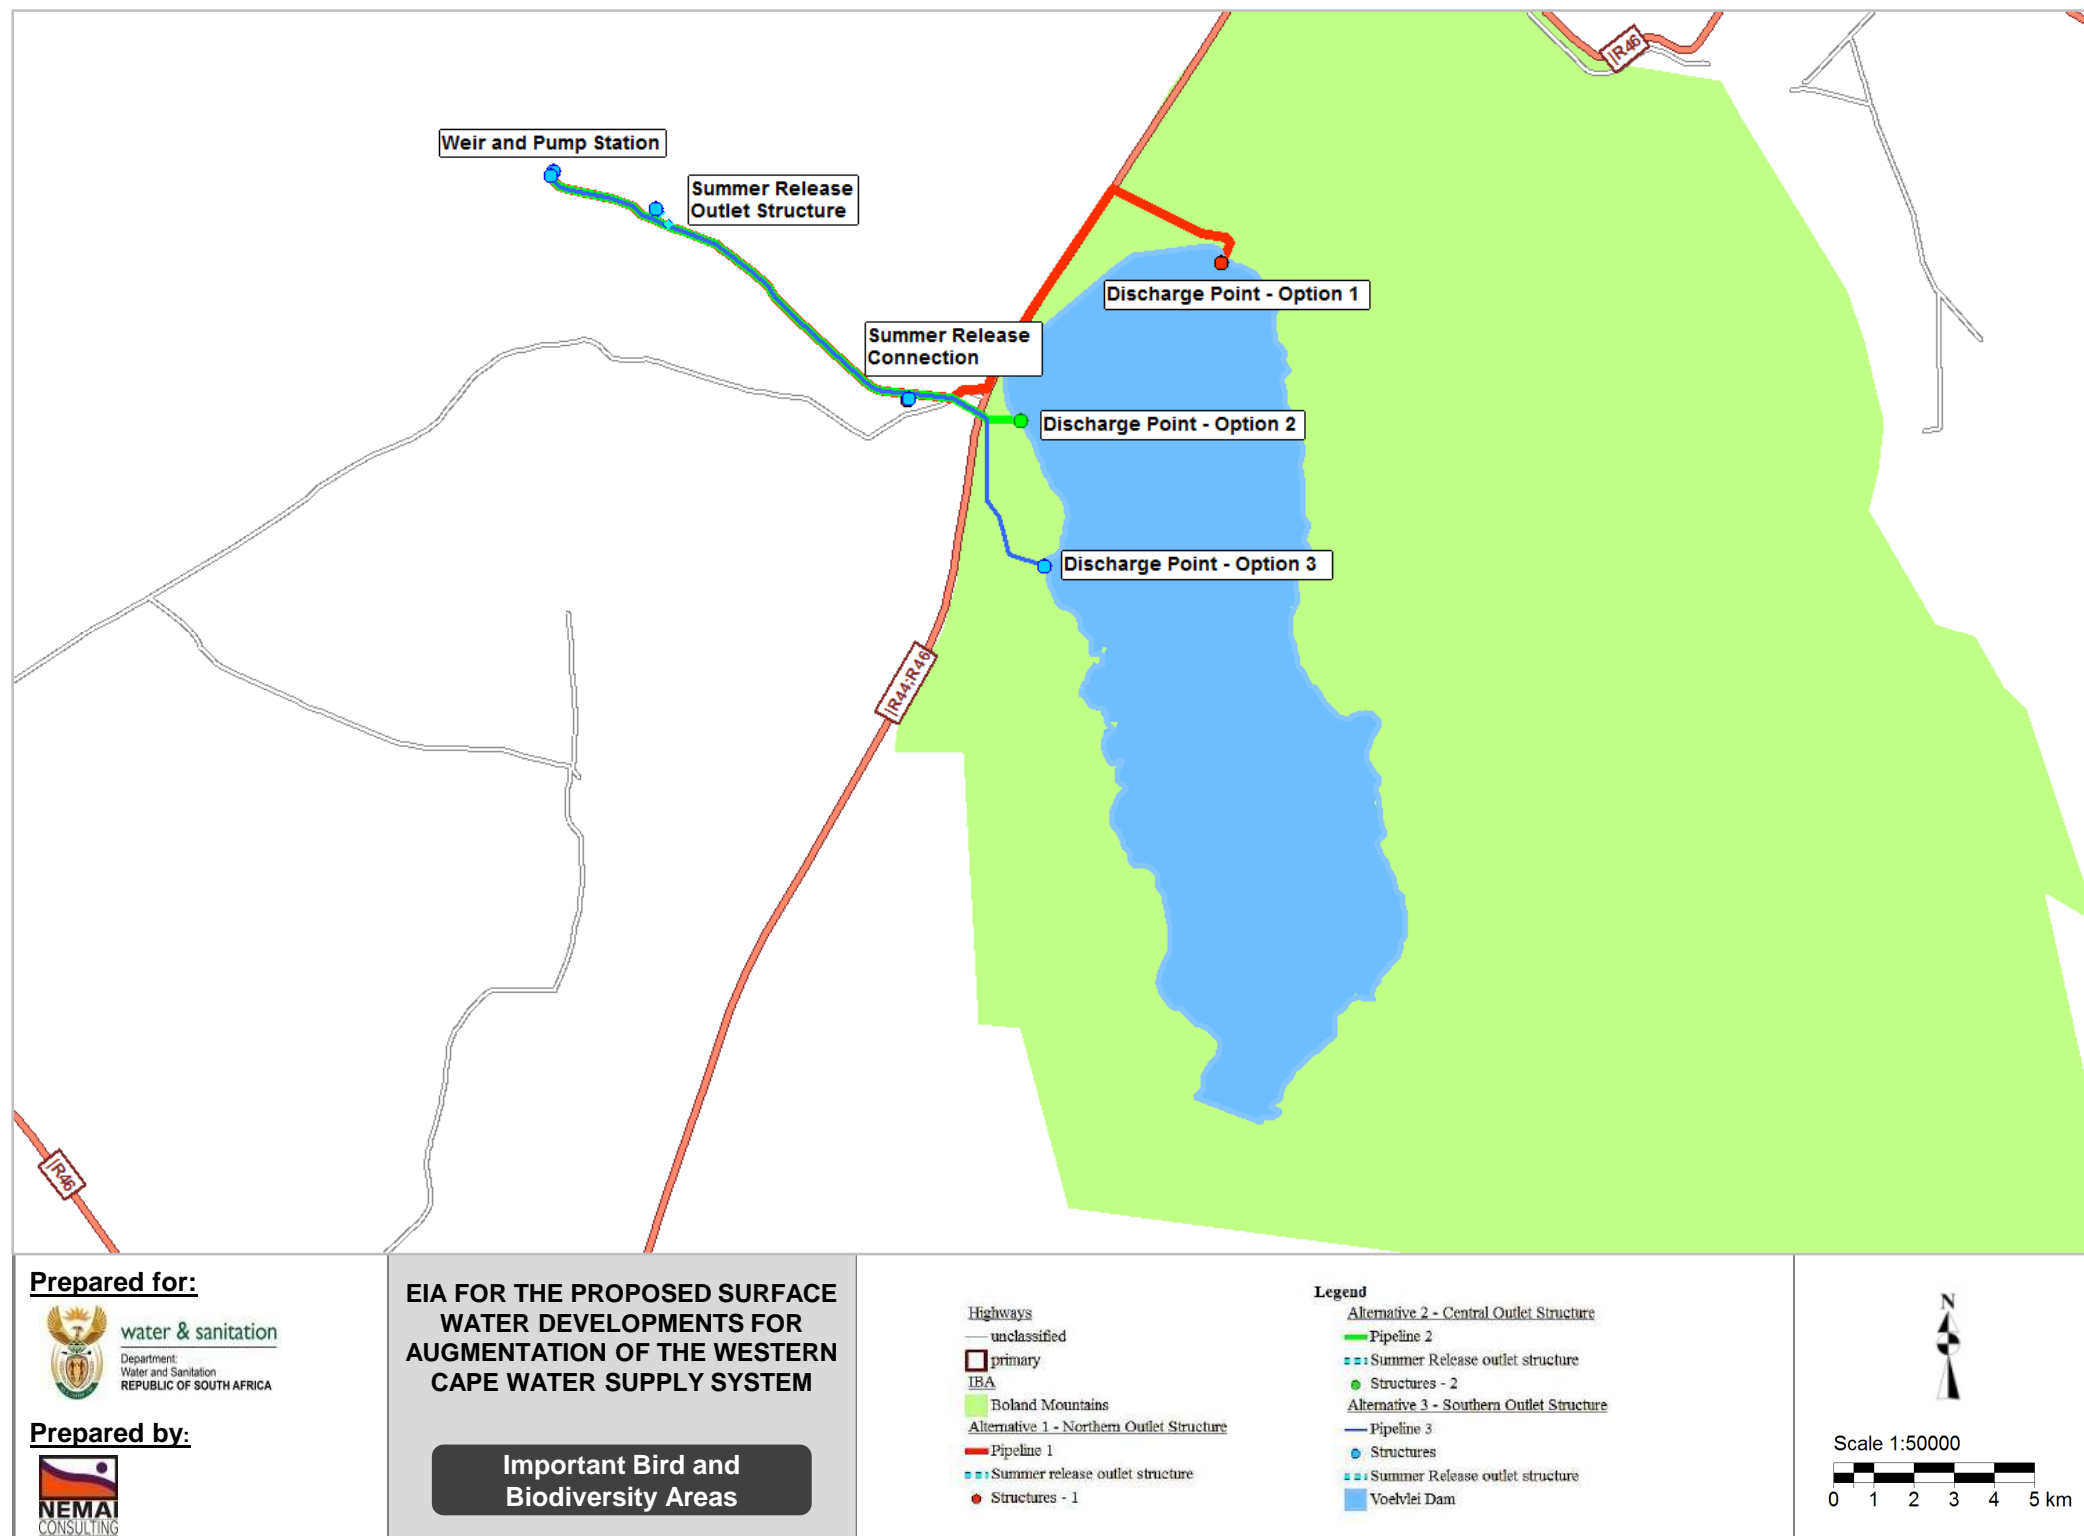 R46
Weir and Pump Station
Summer Release
Outlet Structure
Discharge Point - Option 1
Summer Release
Connection
Discharge Point - Option 2
Discharge Point - Option 3
R44;R46
R46
Prepared for:
water & sanitation
Department:
Water and Sanitation
REPUBLIC OF SOUTH AFRICA
Prepared by:
NEMAI
CONSULTING
EIA FOR THE PROPOSED SURFACE
WATER DEVELOPMENTS FOR
AUGMENTATION OF THE WESTERN
CAPE WATER SUPPLY SYSTEM
Important Bird and
Biodiversity Areas
Legend
Highways
unclassified
primary
IBA
Boland Mountains
Alternative 1 - Northern Outlet Structure
Pipeline 1
Summer release outlet structure
Structures - 1
Alternative 2 - Central Outlet Structure
Pipeline 2
Summer Release outlet structure
Structures - 2
Alternative 3 - Southern Outlet Structure
Pipeline 3
Structures
Summer Release outlet structure
Voelvlei Dam
N
Scale 1:50000
0 1 2 3 4 5 km